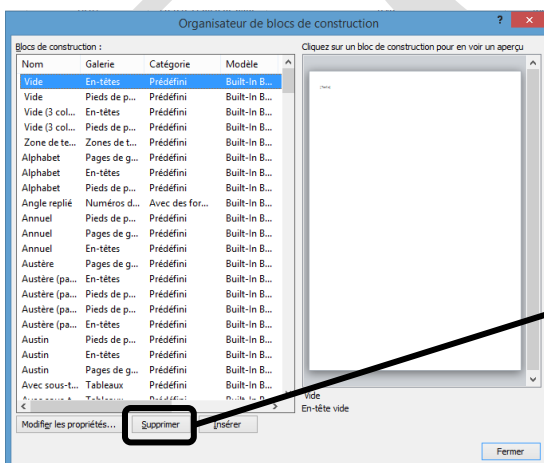 Organisateur de blocs de construction
?
×
Blocs de construction :
Cliquez sur un bloc de construction pour en voir un aperçu
Nom Galerie Catégorie Modèle
Vide En-têtes Prédéfini Built-In B...
Vide Pieds de p... Prédéfini Built-In B...
Vide (3 col... En-têtes Prédéfini Built-In B...
Vide (3 col... Pieds de p... Prédéfini Built-In B...
Zone de te... Zones de t... Prédéfini Built-In B...
Alphabet Pages de g... Prédéfini Built-In B...
Alphabet En-têtes Prédéfini Built-In B...
Alphabet Pieds de p... Prédéfini Built-In B...
Angle replié Numéros d... Avec des for... Built-In B...
Annuel Pieds de p... Prédéfini Built-In B...
Annuel Pages de g... Prédéfini Built-In B...
Annuel En-têtes Prédéfini Built-In B...
Austère Pages de g... Prédéfini Built-In B...
Austère (pa... En-têtes Prédéfini Built-In B...
Austère (pa... Pieds de p... Prédéfini Built-In B...
Austère (pa... Pieds de p... Prédéfini Built-In B...
Austère (pa... En-têtes Prédéfini Built-In B...
Austin Pieds de p... Prédéfini Built-In B...
Austin En-têtes Prédéfini Built-In B...
Austin Pages de g... Prédéfini Built-In B...
Avec sous-t... Tableaux Prédéfini Built-In B...
Vide
En-tête vide
Modifier les propriétés... Supprimer Insérer
Fermer